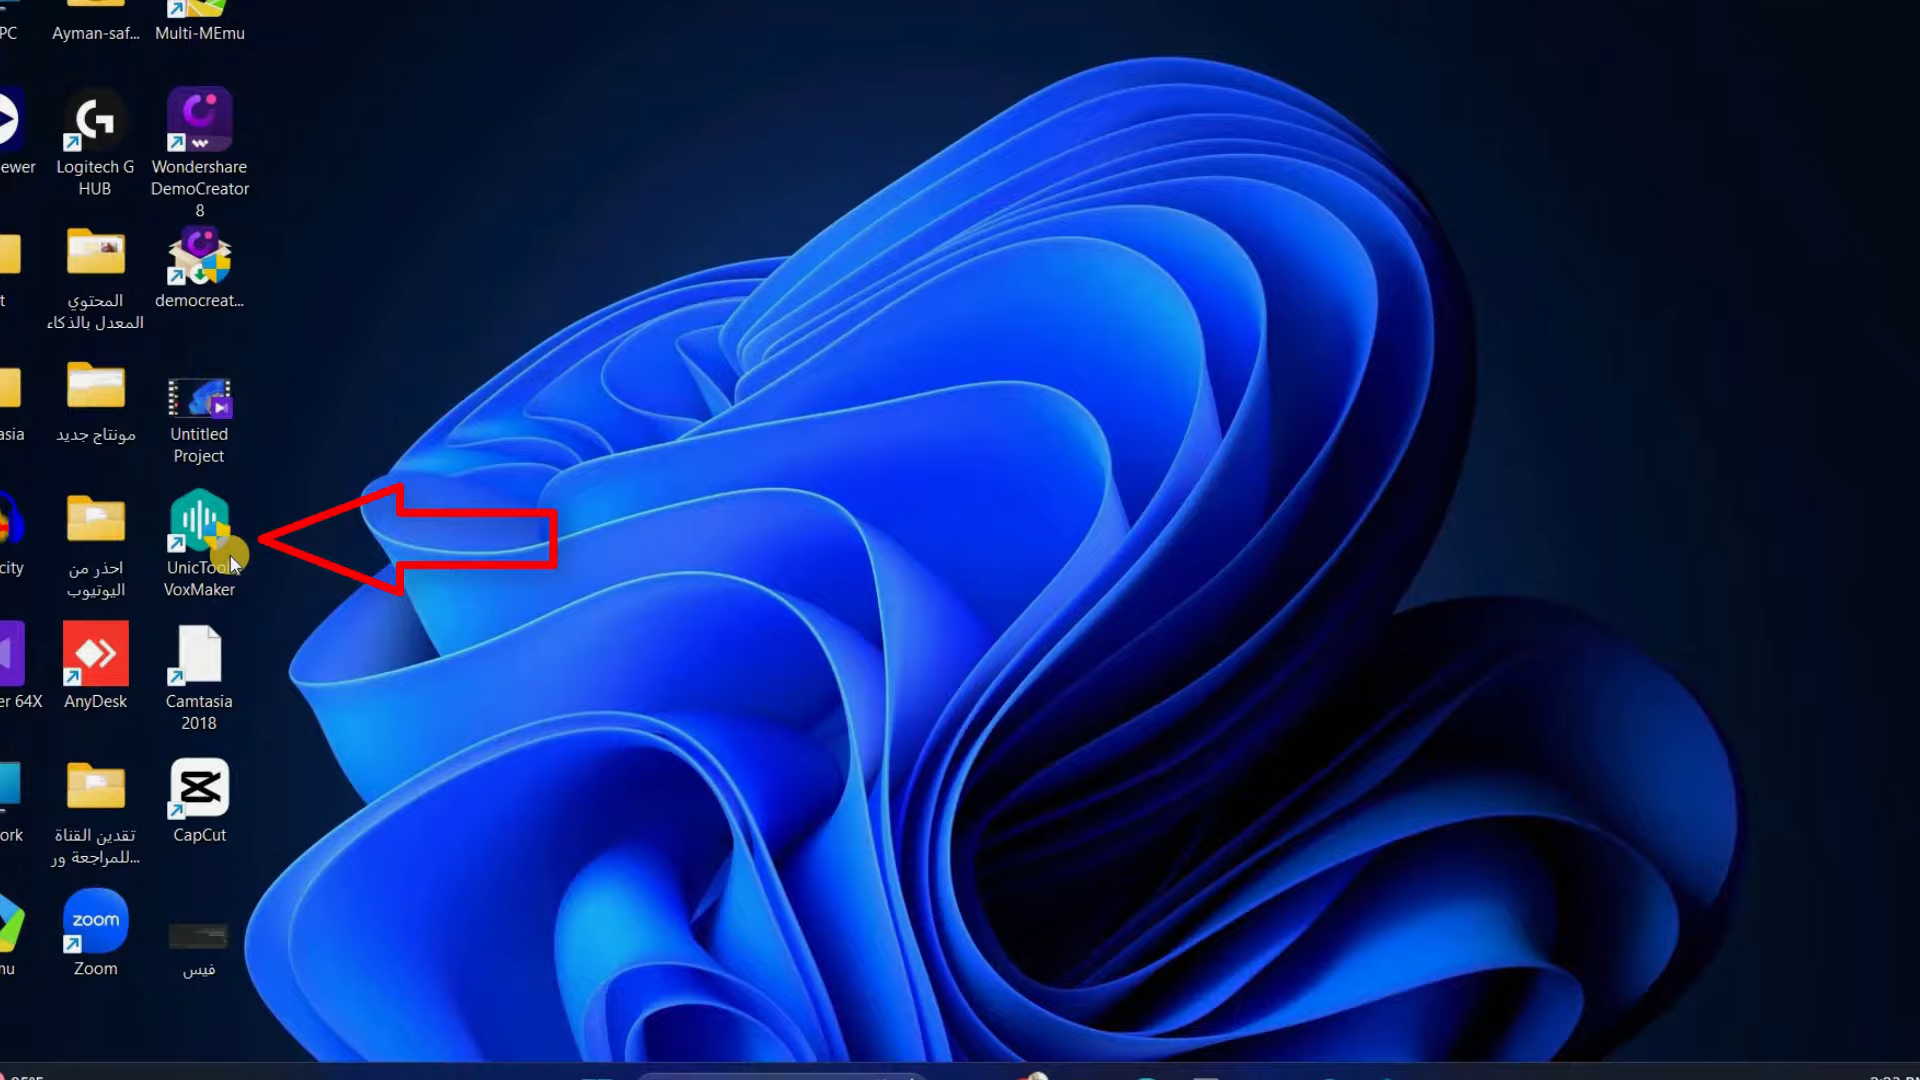 PC
Ayman-saf...
Multi-MEmu
ewer
Logitech G
HUB
Wondershare
DemoCreator
8
t
المحتوي
المعدل بالذكاء
democreat...
asia
مونتاج جديد
Untitled
Project
city
احذر من
اليوتيوب
UnicTool
VoxMaker
er 64X
AnyDesk
Camtasia
2018
ork
تقدين القناة
للمراجعة ور...
CapCut
nu
zoom
Zoom
فيس